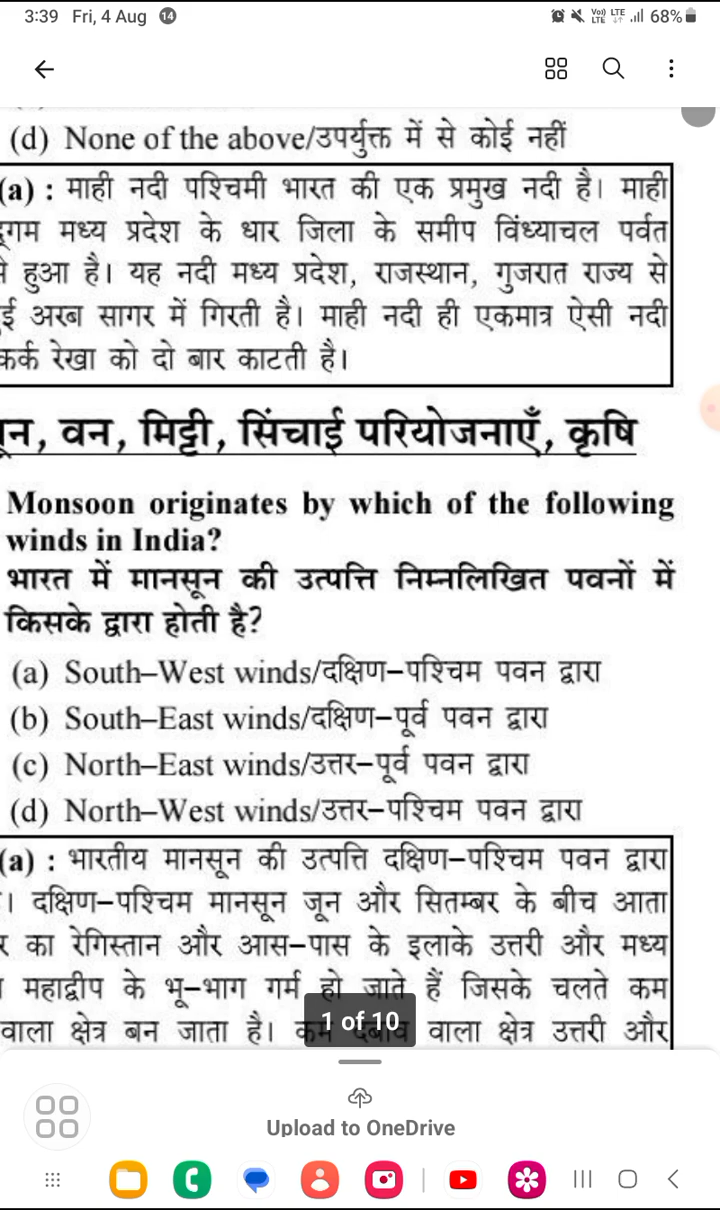 3:39 Fri, 4 Aug 14
68%
(d) None of the above/उपर्युक्त में से कोई नहीं
(a) : माही नदी पश्चिमी भारत की एक प्रमुख नदी है। माही
मध्य प्रदेश के धार जिला के समीप विंध्याचल पर्वत
हुआ है। यह नदी मध्य प्रदेश, राजस्थान, गुजरात राज्य से
अरब सागर में गिरती है। माही नदी ही एकमात्र ऐसी नदी
कर्क रेखा को दो बार काटती है।
वन, मिट्टी, सिंचाई परियोजनाएँ, कृषि
Monsoon originates by which of the following
winds in India?
भारत में मानसून की उत्पत्ति निम्नलिखित पवनों में
किसके द्वारा होती है?
(a) South–West winds/दक्षिण–पश्चिम पवन द्वारा
(b) South–East winds/दक्षिण–पूर्व पवन द्वारा
(c) North–East winds/उत्तर–पूर्व पवन द्वारा
(d) North–West winds/उत्तर–पश्चिम पवन द्वारा
(a) : भारतीय मानसून की उत्पत्ति दक्षिण–पश्चिम पवन द्वारा
। दक्षिण–पश्चिम मानसून जून और सितम्बर के बीच आता
का रेगिस्तान और आस–पास के इलाके उत्तरी और मध्य
महाद्वीप के भू–भाग गर्म हो जाते हैं जिसके चलते कम
वाला क्षेत्र बन जाता है। कम दबाव वाला क्षेत्र उत्तरी और
1 of 10
Upload to OneDrive